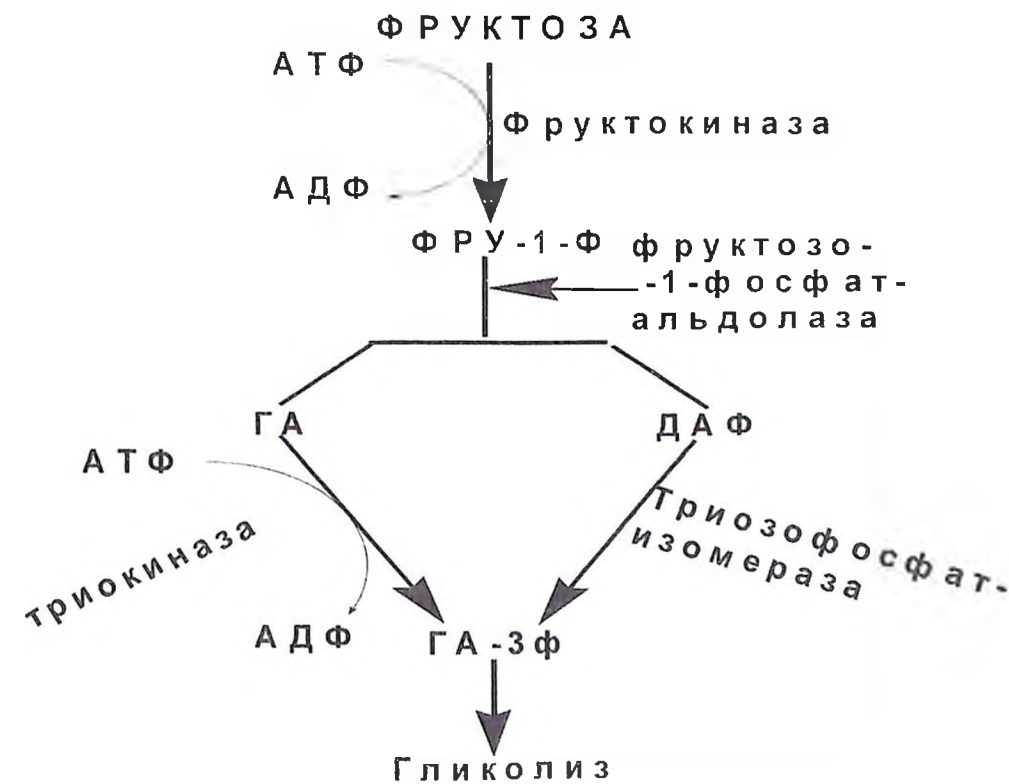 ФРУКТОЗА
АТФ
Фруктокиназа
АДФ
ФРУ-1-Ф
фруктозо-
-1-фосфат-
альдолаза
ГА
ДАФ
АТФ
триокиназа
Триозофосфат-
изомераза
АДФ
ГА-3ф
Гликолиз